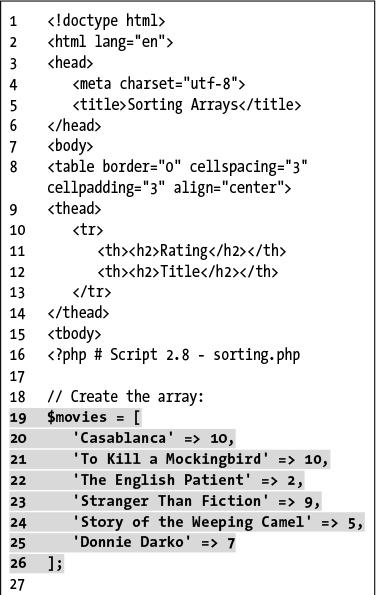 1 <!doctype html>
2 <html lang="en">
3 <head>
4 <meta charset="utf-8">
5 <title>Sorting Arrays</title>
6 </head>
7 <body>
8 <table border="0" cellspacing="3"
cellpadding="3" align="center">
9 <thead>
10 <tr>
11 <th><h2>Rating</h2></th>
12 <th><h2>Title</h2></th>
13 </tr>
14 </thead>
15 <tbody>
16 <?php # Script 2.8 - sorting.php
17
18 // Create the array:
19 $movies = [
20 'Casablanca' => 10,
21 'To Kill a Mockingbird' => 10,
22 'The English Patient' => 2,
23 'Stranger Than Fiction' => 9,
24 'Story of the Weeping Camel' => 5,
25 'Donnie Darko' => 7
26 ];
27